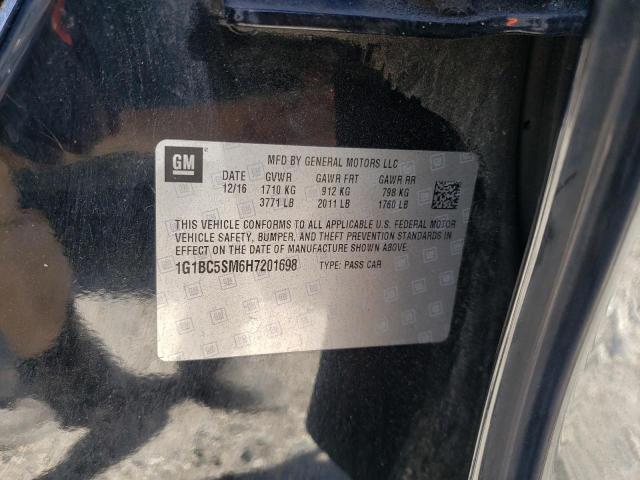 GM
MFD BY GENERAL MOTORS LLC
DATE GVWR GAWR FRT GAWR RR
12/16 1710 KG 912 KG 798 KG
3771 LB 2011 LB 1760 LB
THIS VEHICLE CONFORMS TO ALL APPLICABLE U.S. FEDERAL MOTOR
VEHICLE SAFETY, BUMPER, AND THEFT PREVENTION STANDARDS IN
EFFECT ON THE DATE OF MANUFACTURE SHOWN ABOVE.
1G1BC5SM6H7201698 TYPE: PASS CAR